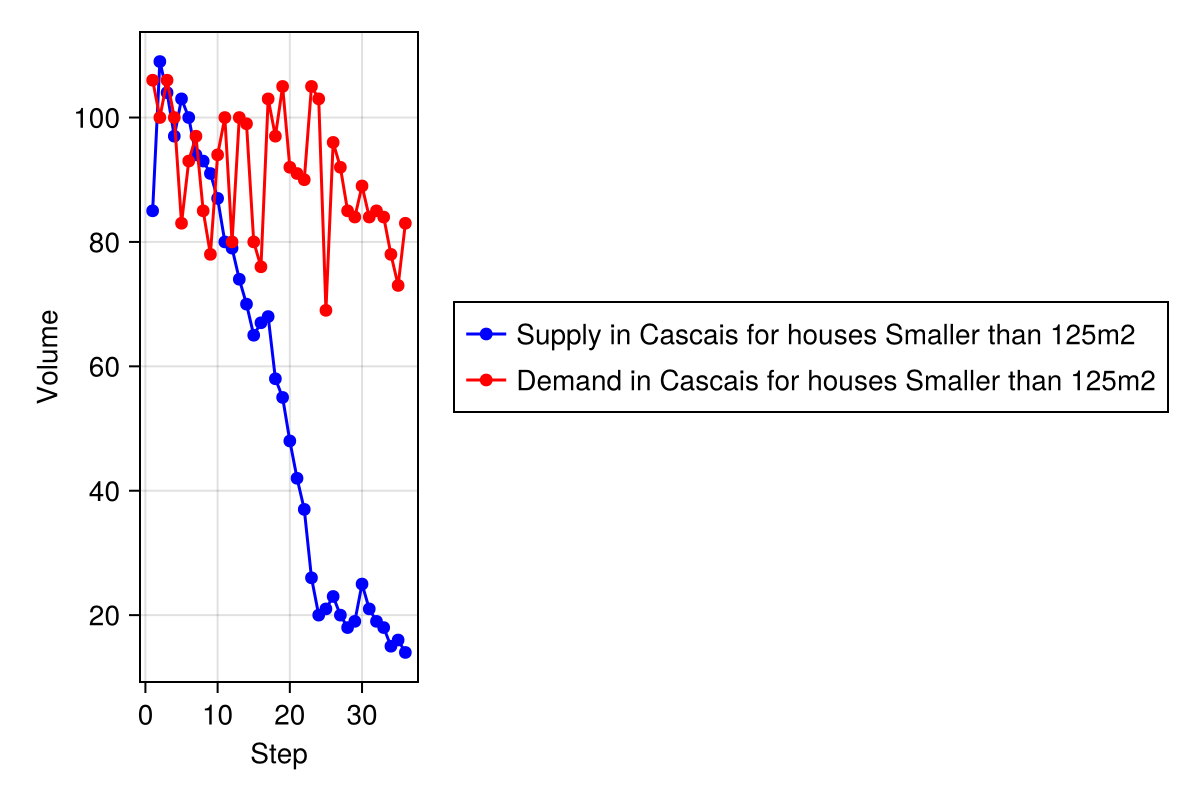 Volume
100
80
60
40
20
0 10 20 30
Step
Supply in Cascais for houses Smaller than 125m2
Demand in Cascais for houses Smaller than 125m2